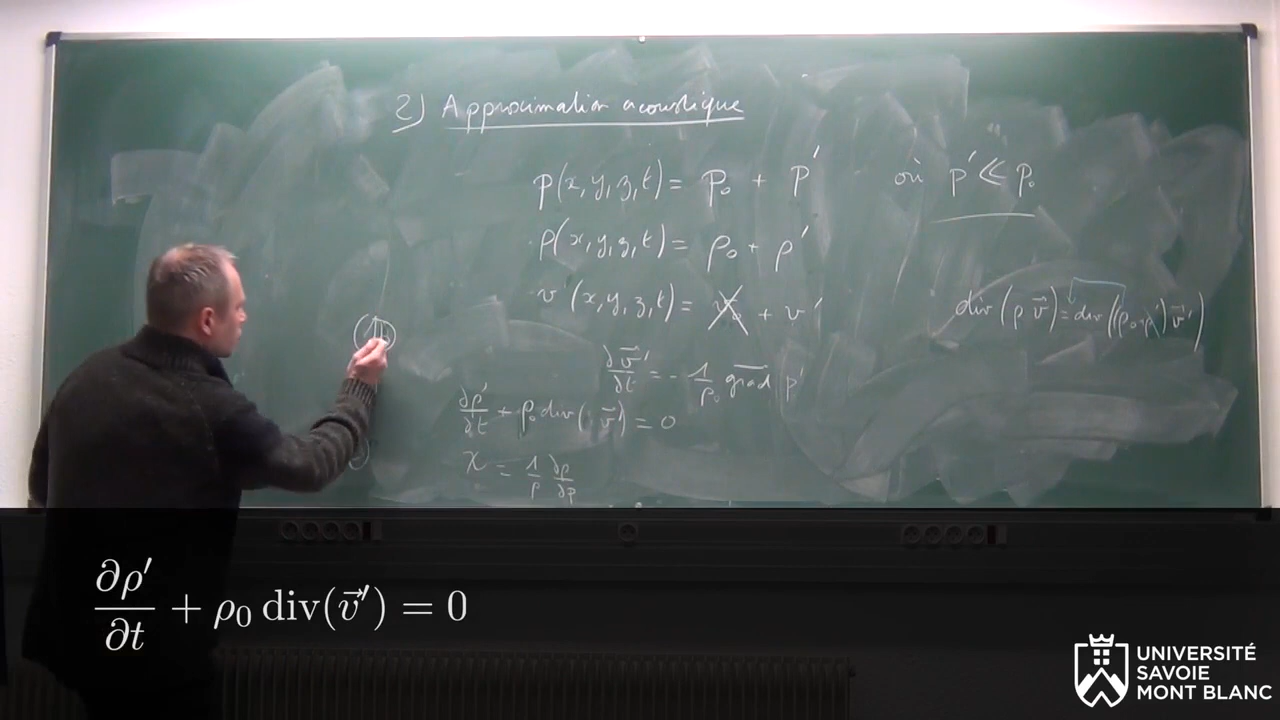 2) Approximation acoustique
p(x, y, z, t) = p₀ + p' où p' ≪ p₀
ρ(x, y, z, t) = ρ₀ + ρ'
v (x, y, z, t) = v₀ + v' div(ρ v⃗) = div((ρ₀+ρ') v⃗')
∂v⃗'/∂t = - 1/ρ₀ grad p'
∂ρ'/∂t + ρ₀ div( v⃗') = 0
χ = 1/ρ ∂ρ/∂p
∂ρ'/∂t + ρ₀ div(v⃗') = 0
UNIVERSITÉ
SAVOIE
MONT BLANC